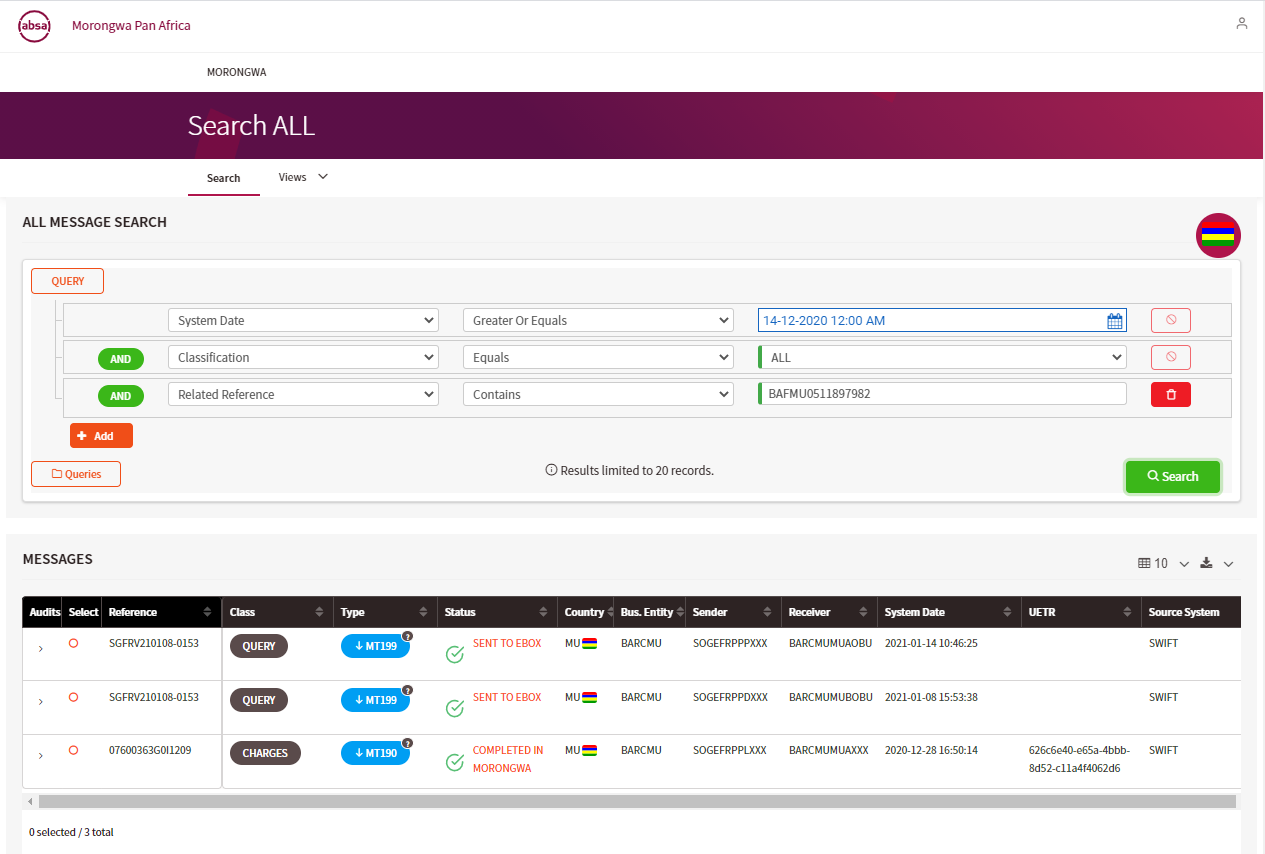 absa
Morongwa Pan Africa
MORONGWA
Search ALL
Search Views
ALL MESSAGE SEARCH
QUERY
System Date Greater Or Equals 14-12-2020 12:00 AM
AND Classification Equals ALL
AND Related Reference Contains BAFMU0511897982
Add
Queries Results limited to 20 records. Search
MESSAGES 10
Audits Select Reference Class Type Status Country Bus. Entity Sender Receiver System Date UETR Source System
SGFRV210108-0153 QUERY MT199 ? SENT TO EBOX MU BARCMU SOGEFRPPPXXX BARCMUMUAOBU 2021-01-14 10:46:25 SWIFT
SGFRV210108-0153 QUERY MT199 ? SENT TO EBOX MU BARCMU SOGEFRPPDXXX BARCMUMUBOBU 2021-01-08 15:53:38 SWIFT
07600363G0I1209 CHARGES MT190 ? COMPLETED IN MU BARCMU SOGEFRPPLXXX BARCMUMUAXXX 2020-12-28 16:50:14 626c6e40-e65a-4bbb- SWIFT
MORONGWA 8d52-c11a4f4062d6
0 selected / 3 total